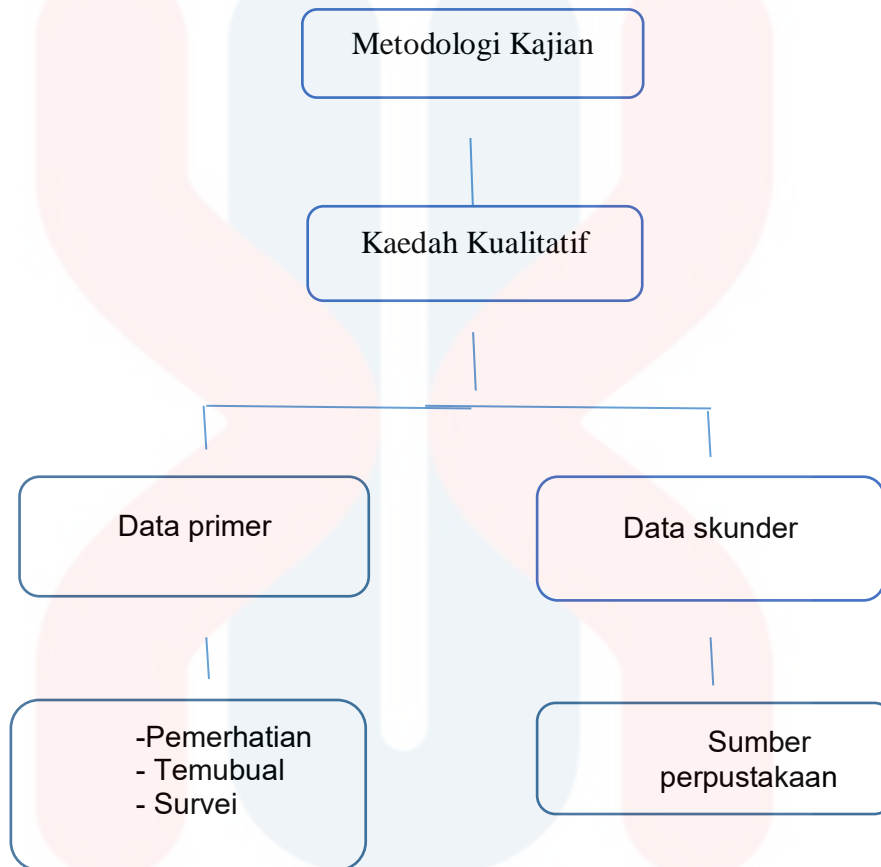 Metodologi Kajian
Kaedah Kualitatif
Data primer
Data skunder
-Pemerhatian
- Temubual
- Survei
Sumber
perpustakaan